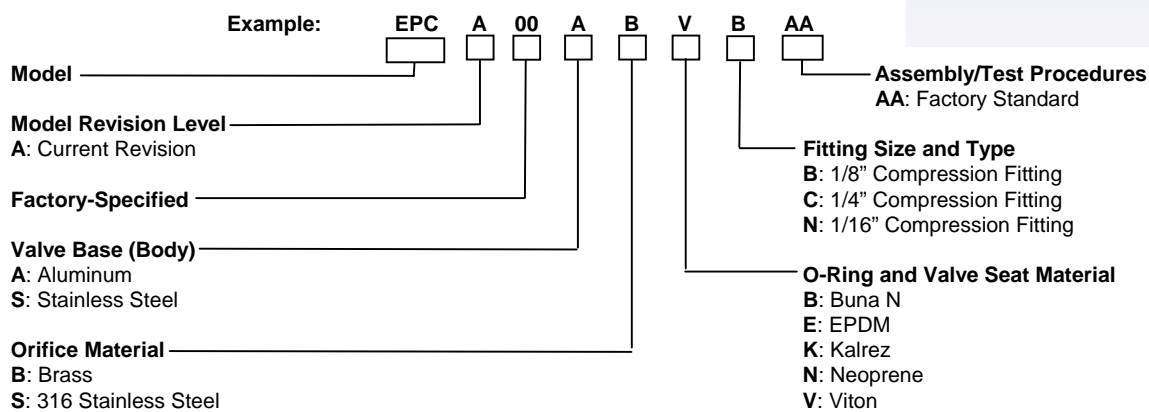 Example: EPC A 00 A B V B AA
Model
Model Revision Level
A: Current Revision
Factory-Specified
Valve Base (Body)
A: Aluminum
S: Stainless Steel
Orifice Material
B: Brass
S: 316 Stainless Steel
Assembly/Test Procedures
AA: Factory Standard
Fitting Size and Type
B: 1/8” Compression Fitting
C: 1/4” Compression Fitting
N: 1/16” Compression Fitting
O-Ring and Valve Seat Material
B: Buna N
E: EPDM
K: Kalrez
N: Neoprene
V: Viton